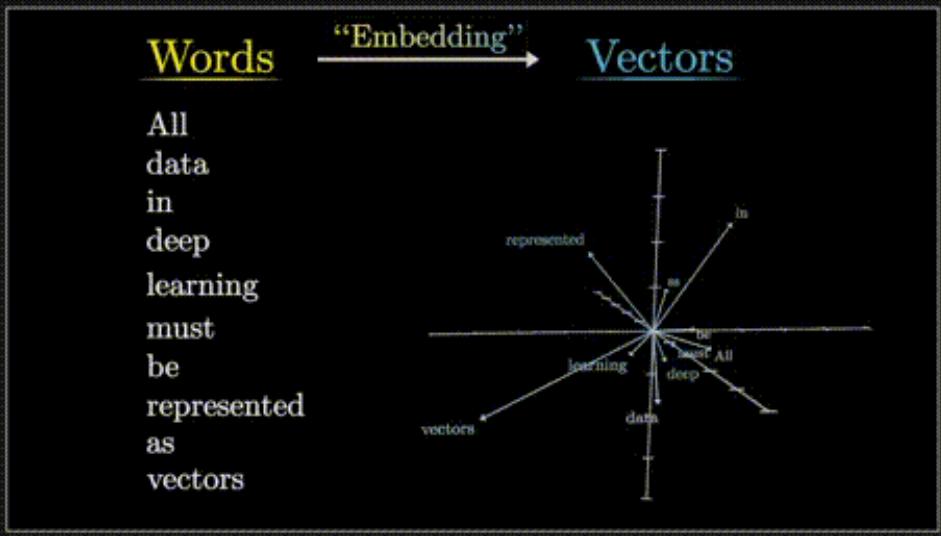 Words “Embedding” Vectors
All
data
in
deep
learning
must
be
represented
as
vectors
in
represented
as
be
must All
learning deep
data
vectors